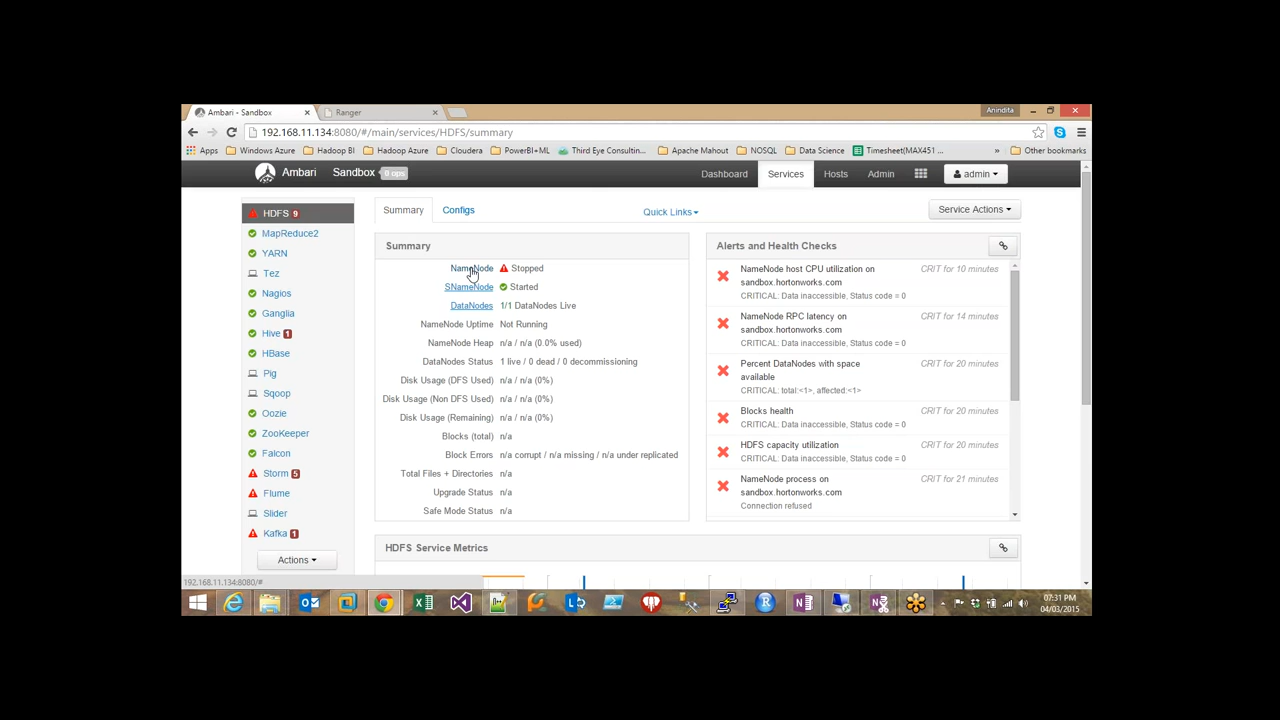 Ambari - Sandbox
Ranger
Anindita
192.168.11.134:8080/#/main/services/HDFS/summary
Apps Windows Azure Hadoop BI Hadoop Azure Cloudera PowerBI+ML Third Eye Consultin... Apache Mahout NOSQL Data Science Timesheet(MAX451 ... » Other bookmarks
Ambari Sandbox 0 ops Dashboard Services Hosts Admin admin
HDFS 9
MapReduce2
YARN
Tez
Nagios
Ganglia
Hive 1
HBase
Pig
Sqoop
Oozie
ZooKeeper
Falcon
Storm 5
Flume
Slider
Kafka 1
Actions
Summary Configs Quick Links Service Actions
Summary
NameNode Stopped
SNameNode Started
DataNodes 1/1 DataNodes Live
NameNode Uptime Not Running
NameNode Heap n/a / n/a (0.0% used)
DataNodes Status 1 live / 0 dead / 0 decommissioning
Disk Usage (DFS Used) n/a / n/a (0%)
Disk Usage (Non DFS Used) n/a / n/a (0%)
Disk Usage (Remaining) n/a / n/a (0%)
Blocks (total) n/a
Block Errors n/a corrupt / n/a missing / n/a under replicated
Total Files + Directories n/a
Upgrade Status n/a
Safe Mode Status n/a
Alerts and Health Checks
NameNode host CPU utilization on CRIT for 10 minutes
sandbox.hortonworks.com
CRITICAL: Data inaccessible, Status code = 0
NameNode RPC latency on CRIT for 14 minutes
sandbox.hortonworks.com
CRITICAL: Data inaccessible, Status code = 0
Percent DataNodes with space CRIT for 20 minutes
available
CRITICAL: total:<1>, affected:<1>
Blocks health CRIT for 20 minutes
CRITICAL: Data inaccessible, Status code = 0
HDFS capacity utilization CRIT for 20 minutes
CRITICAL: Data inaccessible, Status code = 0
NameNode process on CRIT for 21 minutes
sandbox.hortonworks.com
Connection refused
HDFS Service Metrics
192.168.11.134:8080/#
07:31 PM
04/03/2015